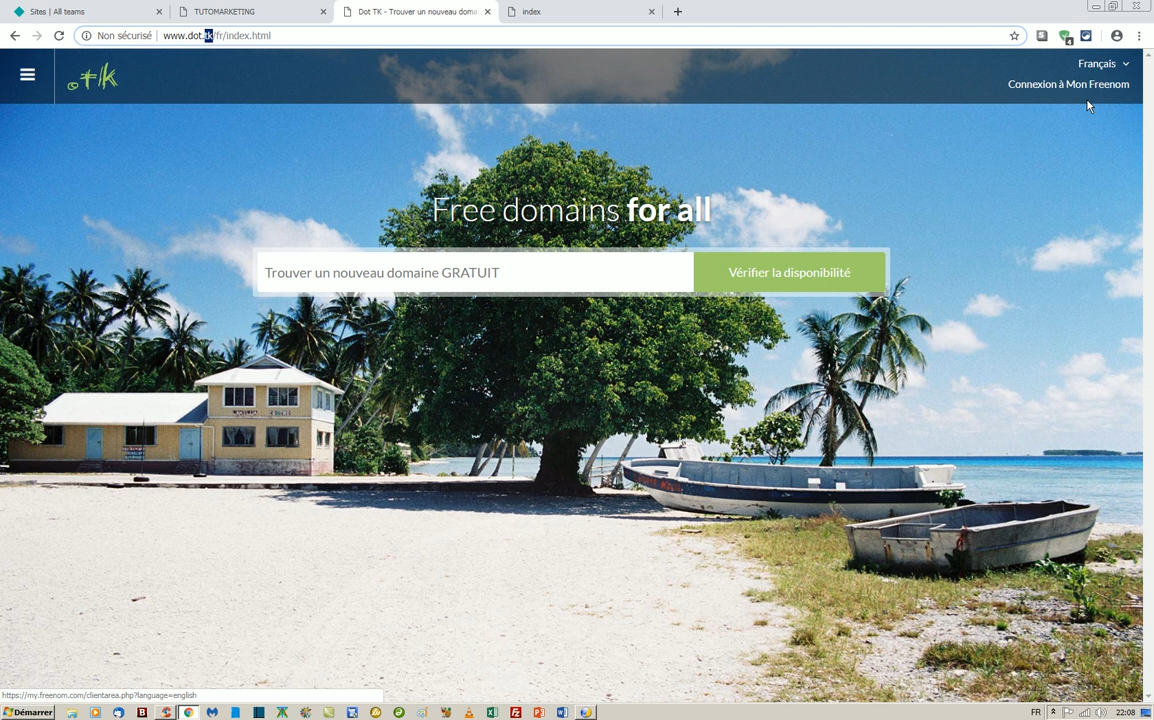 Sites | All teams
TUTOMARKETING
Dot TK - Trouver un nouveau doma
index
Non sécurisé | www.dot.tk/fr/index.html
.tk
Français
Connexion à Mon Freenom
Free domains for all
Trouver un nouveau domaine GRATUIT
Vérifier la disponibilité
https://my.freenom.com/clientarea.php?language=english
Démarrer
FR
22:08